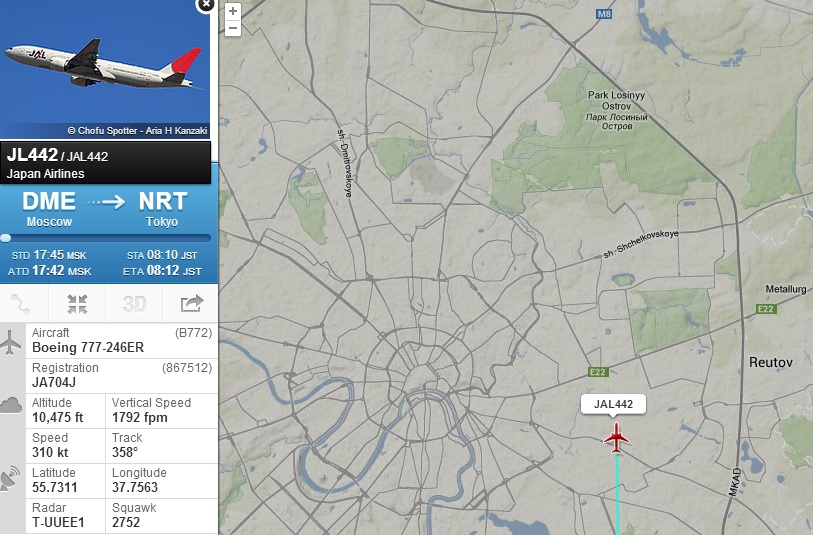 JAL
© Chofu Spotter - Aria H Kanzaki
JL442 / JAL442
Japan Airlines
DME
NRT
Moscow
Tokyo
STD 17:45 MSK
STA 08:10 JST
ATD 17:42 MSK
ETA 08:12 JST
3D
Aircraft
(B772)
Boeing 777-246ER
Registration
(867512)
JA704J
Altitude
Vertical Speed
10,475 ft
1792 fpm
Speed
Track
310 kt
358°
Latitude
Longitude
55.7311
37.7563
Radar
Squawk
T-UUEE1
2752
+
−
M8
Park Losinyy
Ostrov
Парк Лосиный
Остров
sh. Dmitrovskoye
sh-Shchelkovskoye
Metallurg
E22
Reutov
E22
JAL442
MKAD